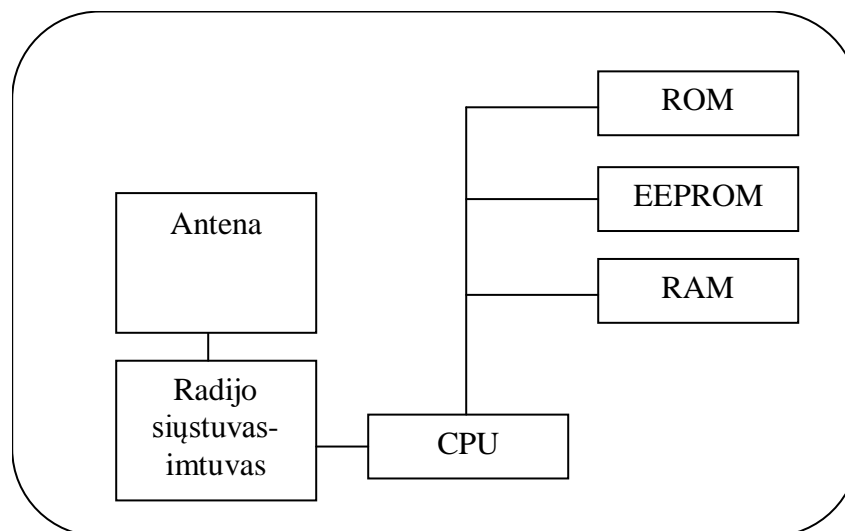 ROM
EEPROM
RAM
Antena
Radijo
siųstuvas-
imtuvas
CPU